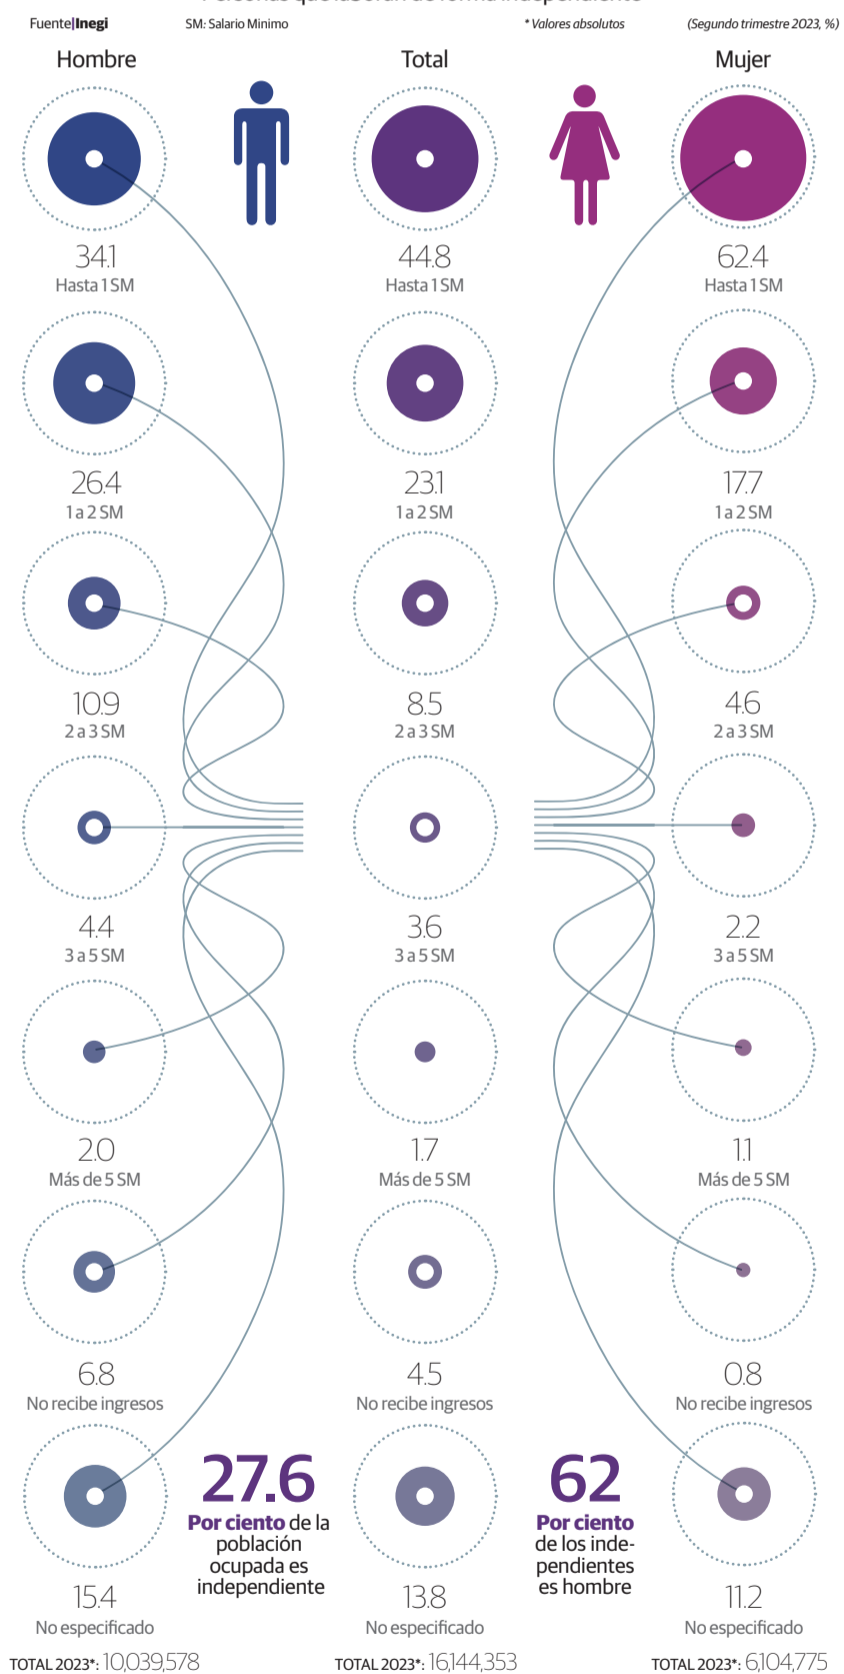 Personas que laboran de forma independiente
Fuente|Inegi
SM: Salario Minimo
* Valores absolutos
(Segundo trimestre 2023, %)
Hombre
Total
Mujer
34.1
Hasta 1 SM
44.8
Hasta 1 SM
62.4
Hasta 1 SM
26.4
1 a 2 SM
23.1
1 a 2 SM
17.7
1 a 2 SM
10.9
2 a 3 SM
8.5
2 a 3 SM
4.6
2 a 3 SM
4.4
3 a 5 SM
3.6
3 a 5 SM
2.2
3 a 5 SM
2.0
Más de 5 SM
1.7
Más de 5 SM
1.1
Más de 5 SM
6.8
No recibe ingresos
4.5
No recibe ingresos
0.8
No recibe ingresos
27.6
Por ciento de la
población
ocupada es
independiente
62
Por ciento
de los inde-
pendientes
es hombre
15.4
No especificado
13.8
No especificado
11.2
No especificado
TOTAL 2023*: 10,039,578
TOTAL 2023*: 16,144,353
TOTAL 2023*: 6,104,775